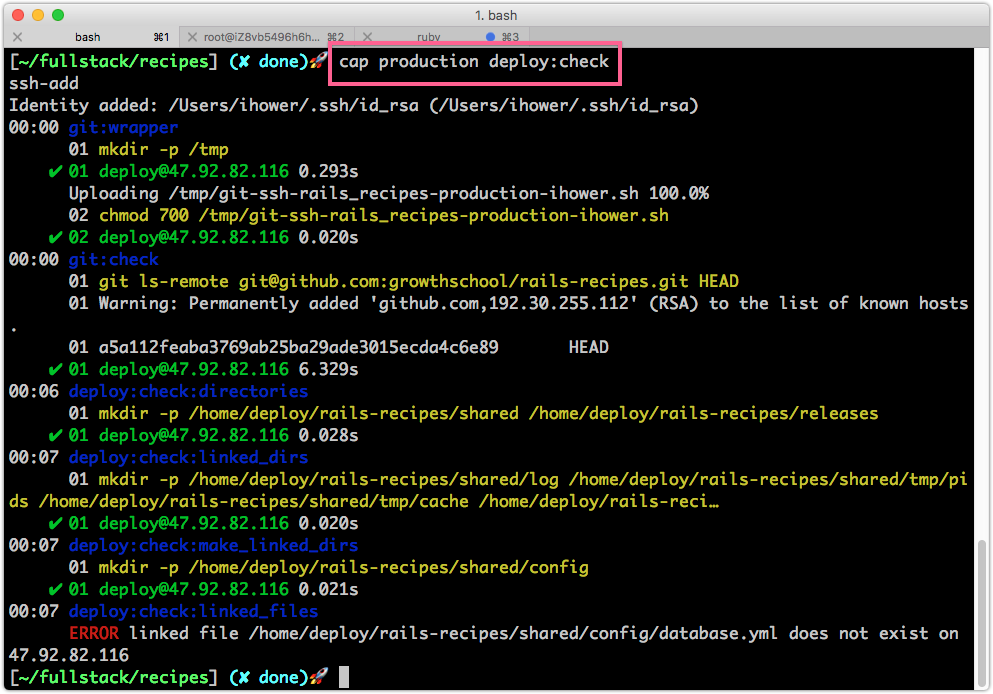 1. bash
bash ⌘1 root@iZ8vb5496h6h... ⌘2 ruby ⌘3
[~/fullstack/recipes] (✘ done)🚀 cap production deploy:check
ssh-add
Identity added: /Users/ihower/.ssh/id_rsa (/Users/ihower/.ssh/id_rsa)
00:00 git:wrapper
01 mkdir -p /tmp
✔ 01 deploy@47.92.82.116 0.293s
Uploading /tmp/git-ssh-rails_recipes-production-ihower.sh 100.0%
02 chmod 700 /tmp/git-ssh-rails_recipes-production-ihower.sh
✔ 02 deploy@47.92.82.116 0.020s
00:00 git:check
01 git ls-remote git@github.com:growthschool/rails-recipes.git HEAD
01 Warning: Permanently added 'github.com,192.30.255.112' (RSA) to the list of known hosts
.
01 a5a112feaba3769ab25ba29ade3015ecda4c6e89 HEAD
✔ 01 deploy@47.92.82.116 6.329s
00:06 deploy:check:directories
01 mkdir -p /home/deploy/rails-recipes/shared /home/deploy/rails-recipes/releases
✔ 01 deploy@47.92.82.116 0.028s
00:07 deploy:check:linked_dirs
01 mkdir -p /home/deploy/rails-recipes/shared/log /home/deploy/rails-recipes/shared/tmp/pi
ds /home/deploy/rails-recipes/shared/tmp/cache /home/deploy/rails-reci…
✔ 01 deploy@47.92.82.116 0.020s
00:07 deploy:check:make_linked_dirs
01 mkdir -p /home/deploy/rails-recipes/shared/config
✔ 01 deploy@47.92.82.116 0.021s
00:07 deploy:check:linked_files
ERROR linked file /home/deploy/rails-recipes/shared/config/database.yml does not exist on
47.92.82.116
[~/fullstack/recipes] (✘ done)🚀